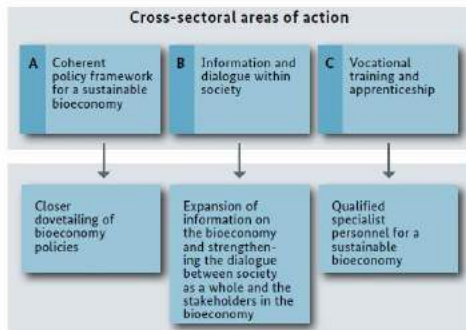 Cross-sectoral areas of action
A
Coherent
policy framework
for a sustainable
bioeconomy
B
Information and
dialogue within
society
C
Vocational
training and
apprenticeship
Closer
dovetailing of
bioeconomy
policies
Expansion of
information on
the bioeconomy
and strengthen-
ing the dialogue
between society
as a whole and the
stakeholders in the
bioeconomy
Qualified
specialist
personnel for a
sustainable
bioeconomy